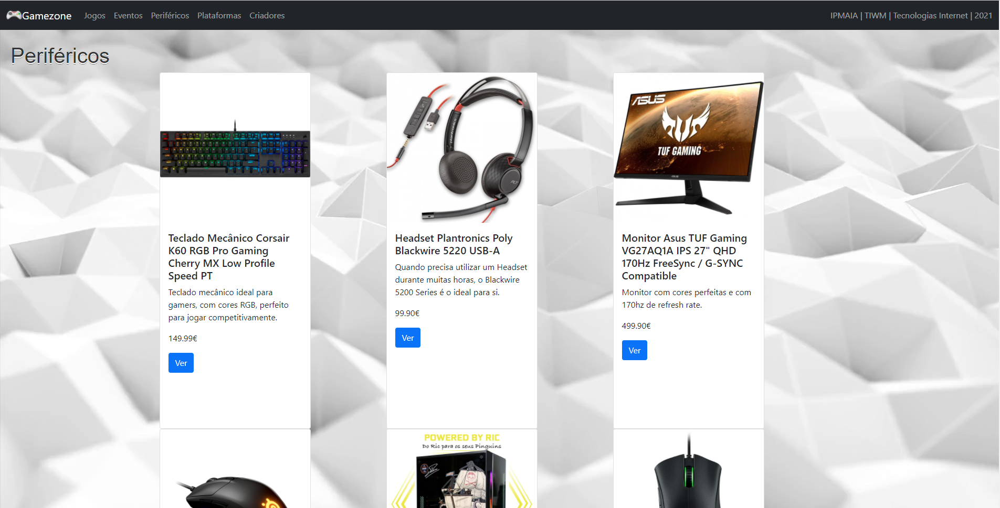 Gamezone Jogos Eventos Periféricos Plataformas Criadores IPMAIA | TIWM | Tecnologias Internet | 2021
Periféricos
plantronics
PLT
ASUS
TUF GAMING
ASUS
Teclado Mecânico Corsair
K60 RGB Pro Gaming
Cherry MX Low Profile
Speed PT
Teclado mecânico ideal para
gamers, com cores RGB, perfeito
para jogar competitivamente.
149.99€
Ver
Headset Plantronics Poly
Blackwire 5220 USB-A
Quando precisa utilizar um Headset
durante muitas horas, o Blackwire
5200 Series é o ideal para si.
99.90€
Ver
Monitor Asus TUF Gaming
VG27AQ1A IPS 27" QHD
170Hz FreeSync / G-SYNC
Compatible
Monitor com cores perfeitas e com
170hz de refresh rate.
499.90€
Ver
POWERED BY RIC
Do Ric para os seus Pinguins